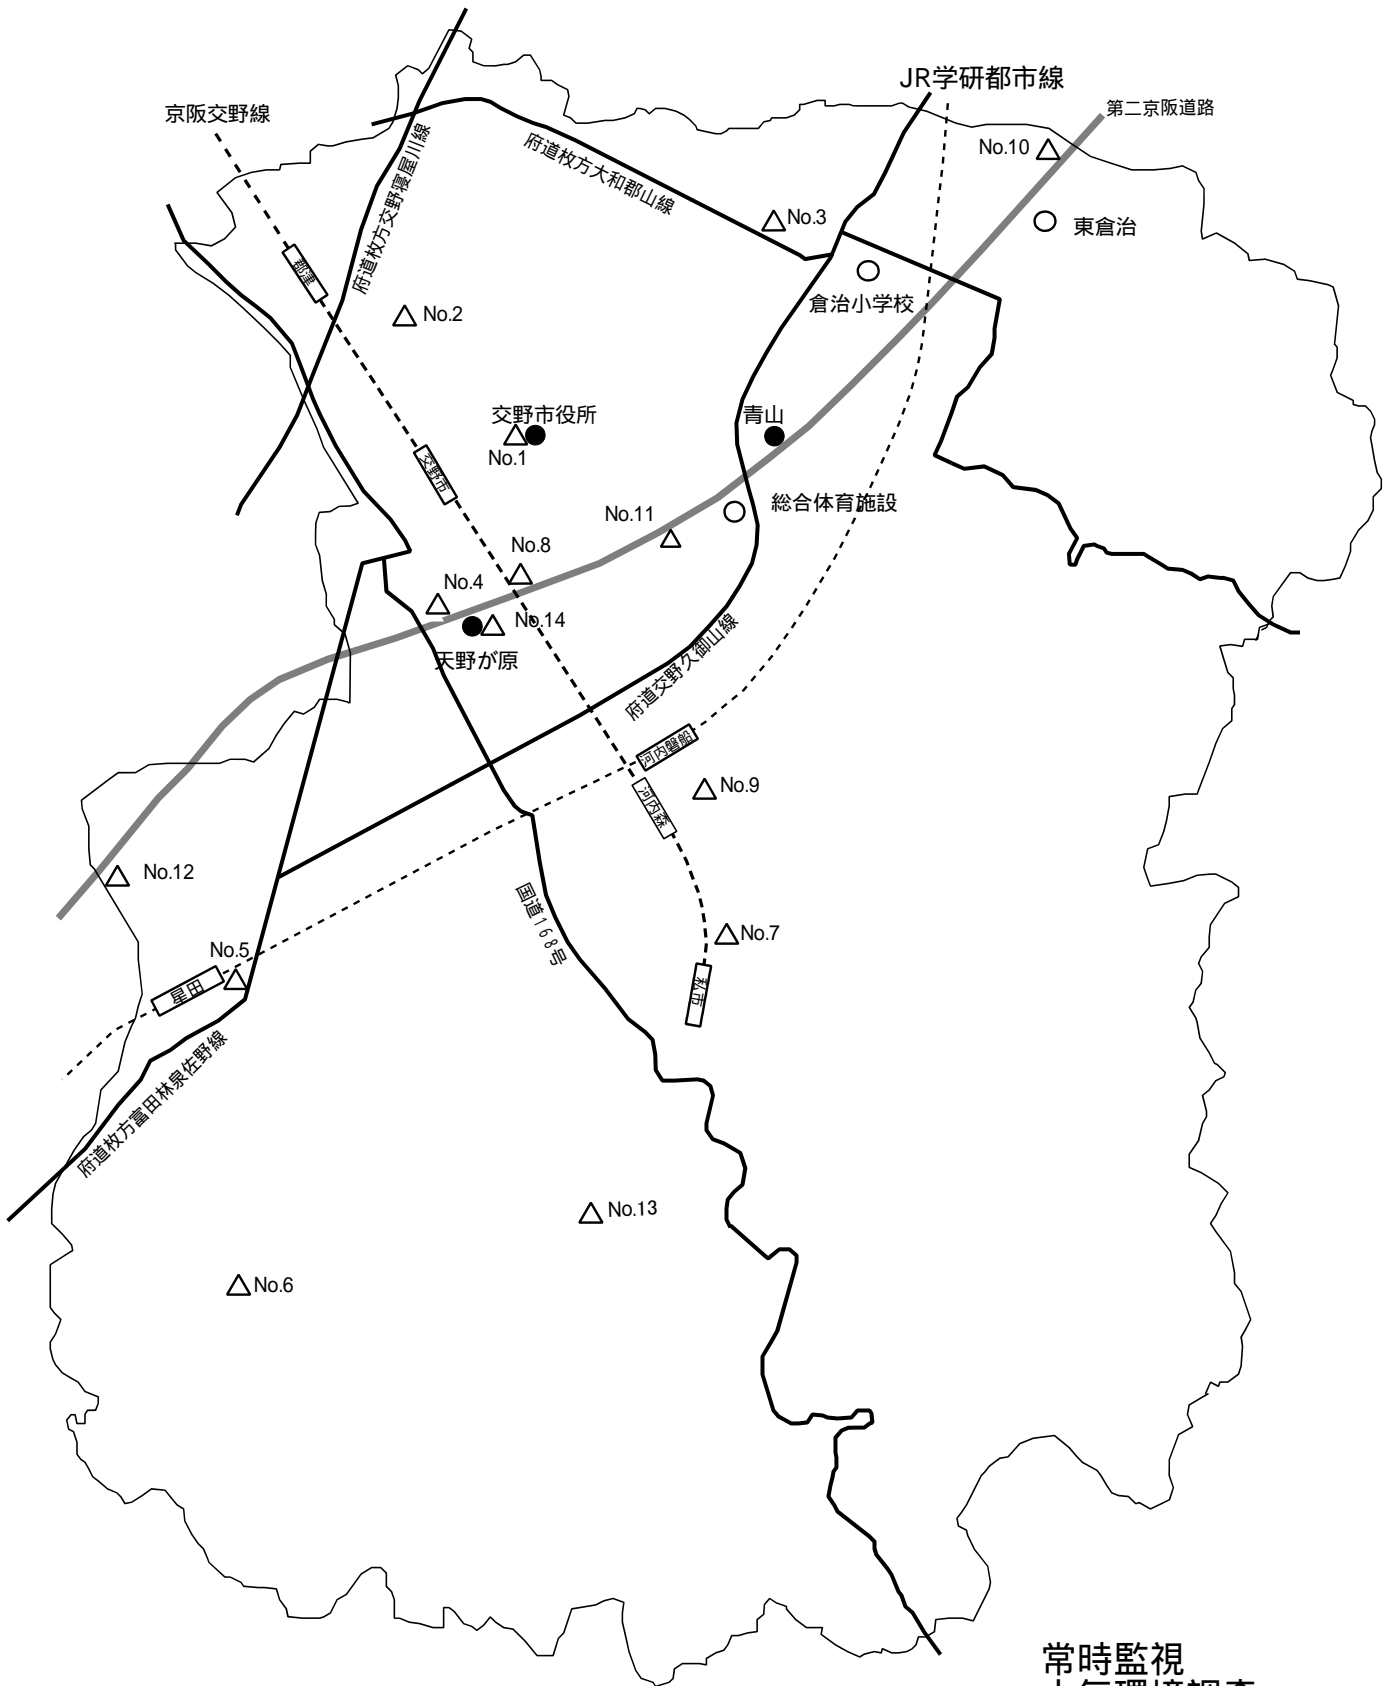 JR学研都市線
第二京阪道路
京阪交野線
府道枚方交野寝屋川線
府道枚方大和郡山線
No.10
No.3
東倉治
郡津
倉治小学校
No.2
交野市役所
青山
No.1
交野市
総合体育施設
No.11
No.8
No.4
No.14
天野が原
府道交野久御山線
河内磐船
河内森
No.9
No.12
国道168号
No.7
No.5
星田
私市
府道枚方富田林泉佐野線
No.13
No.6
常時監視
大気環境調査